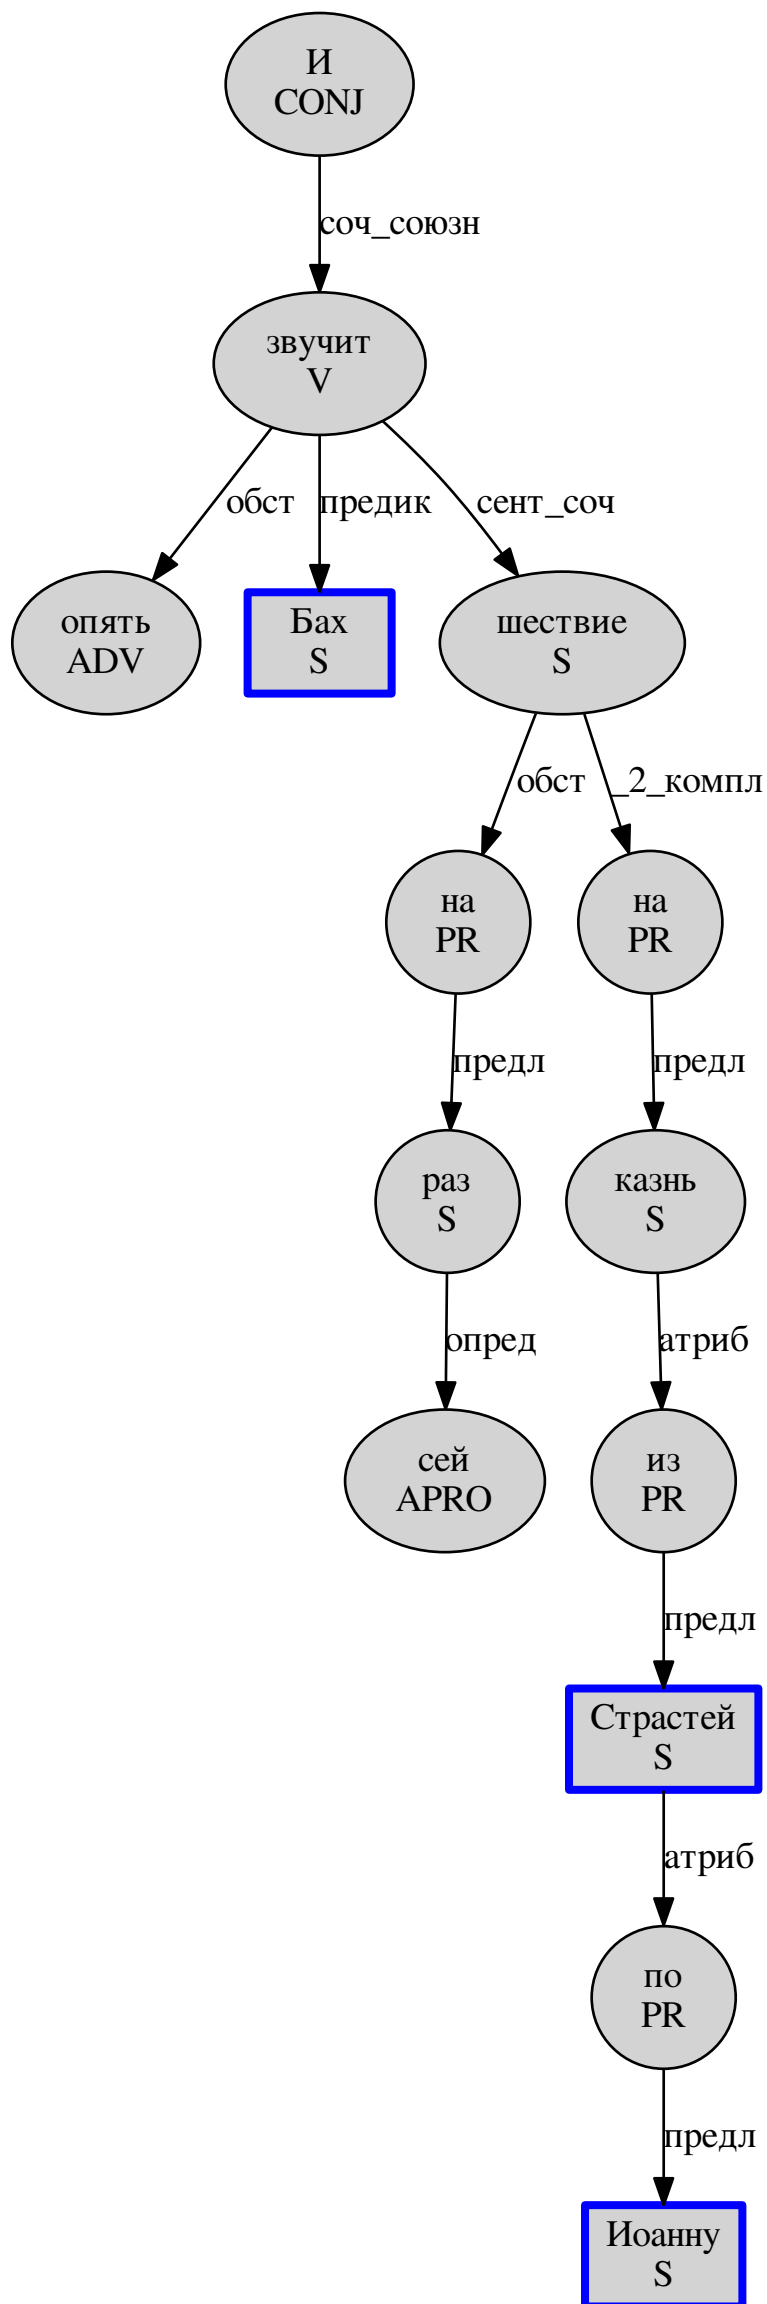 И
CONJ
соч_союзн
звучит
V
обст предик сент_соч
опять
ADV
Бах
S
шествие
S
обст _2_компл
на
PR
на
PR
предл предл
раз
S
казнь
S
опред атриб
сей
APRO
из
PR
предл
Страстей
S
атриб
по
PR
предл
Иоанну
S